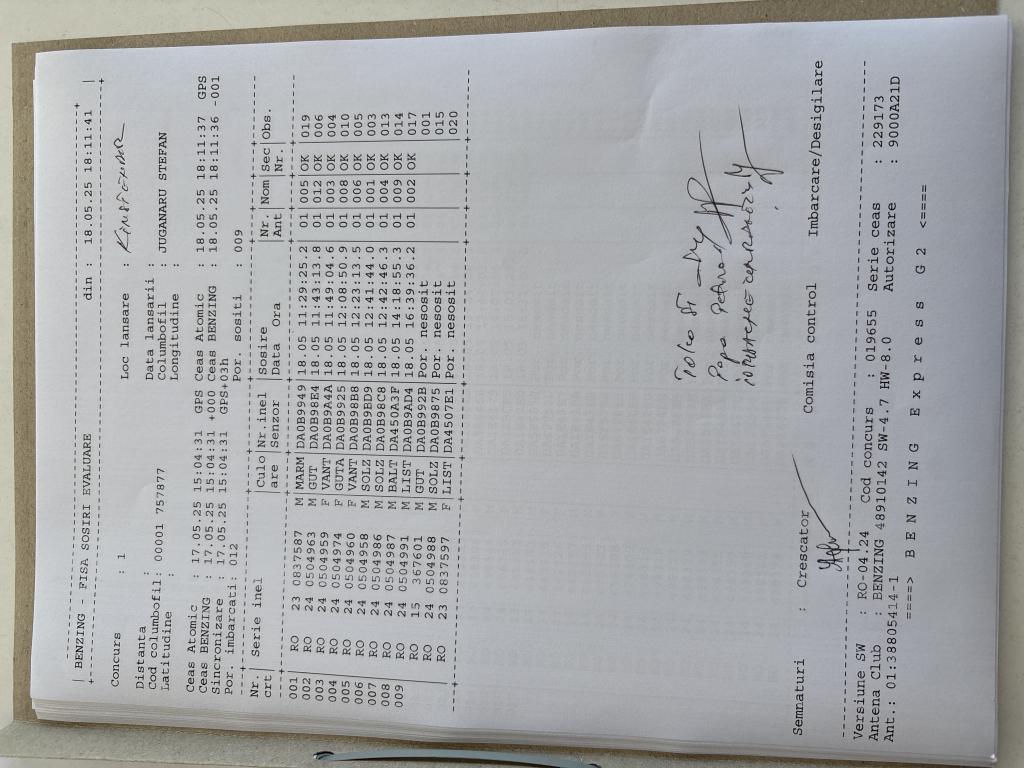 BENZING - FISA SOSIRI EVALUARE din : 18.05.25 18:11:41
Concurs : 1 Loc lansare :
Distanta : Data lansarii :
Cod columbofil: 00001 757877 Columbofil : JUGANARU STEFAN
Latitudine : Longitudine :
Ceas Atomic : 17.05.25 15:04:31 GPS Ceas Atomic : 18.05.25 18:11:37 GPS
Ceas BENZING : 17.05.25 15:04:31 +000 Ceas BENZING : 18.05.25 18:11:36 -001
Sincronizare : 17.05.25 15:04:31 GPS+03h
Por. imbarcati: 012 Por. sositi : 009
Nr.| Serie inel |Culo|Nr.inel |Sosire |Nr. |Nom|Sec|Obs.
crt| |are |Senzor |Data Ora |Ant | |Nr.|
001 RO 23 0837587 M MARM DA0B9949 18.05 11:29:25.2 01 005 OK 019
002 RO 24 0504963 M GUT DA0B98E4 18.05 11:43:13.8 01 012 OK 006
003 RO 24 0504959 F VANT DA0B9A4A 18.05 11:49:04.6 01 003 OK 004
004 RO 24 0504974 F GUTA DA0B9525 18.05 12:08:50.9 01 008 OK 010
005 RO 24 0504960 F VANT DA0B98B8 18.05 12:23:13.5 01 006 OK 005
006 RO 24 0504958 M SOLZ DA0B9BD9 18.05 12:41:44.0 01 001 OK 003
007 RO 24 0504986 M SOLZ DA0B98C8 18.05 12:42:46.3 01 004 OK 013
008 RO 24 0504987 M BAIT DA450A3F 18.05 14:18:55.3 01 009 OK 014
009 RO 24 0504991 M LIST DA0B9AD4 18.05 16:39:36.2 01 002 OK 017
RO 15 367601 M GUT DA0B992B Por. nesosit 001
RO 24 0504988 M SOLZ DA0B9875 Por. nesosit 015
RO 23 0837597 F LIST DA4507E1 Por. nesosit 020
Semnaturi : Crescator Comisia control Imbarcare/Desigilare
Versiune SW : RO-04.24 Cod concurs : 019655 Serie ceas : 229173
Antena Club : BENZING 48910142 SW-4.7 HW-8.0 Autorizare : 9000A21D
Ant.: 01:38805414-1
====> B E N Z I N G E x p r e s s G 2 <====